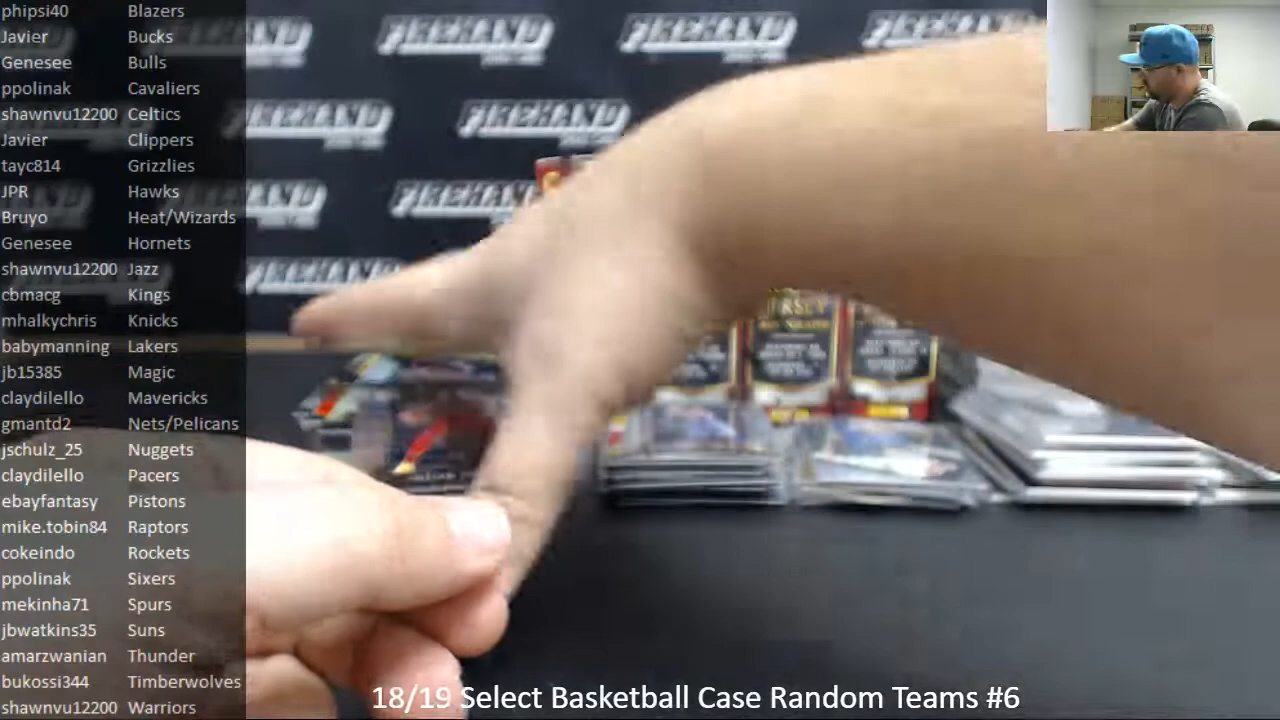 phipsi40 Blazers
Javier Bucks
Genesee Bulls
ppolinak Cavaliers
shawnvu12200 Celtics
Javier Clippers
tayc814 Grizzlies
JPR Hawks
Bruyo Heat/Wizards
Genesee Hornets
shawnvu12200 Jazz
cbmacg Kings
mhalkychris Knicks
babymanning Lakers
jb15385 Magic
claydilello Mavericks
gmantd2 Nets/Pelicans
jschulz_25 Nuggets
claydilello Pacers
ebayfantasy Pistons
mike.tobin84 Raptors
cokeindo Rockets
ppolinak Sixers
mekinha71 Spurs
jbwatkins35 Suns
amarzwanian Thunder
bukossi344 Timberwolves
shawnvu12200 Warriors
FIREHAND FIREHAND FIREHAND FIREHAND
FIREHAND FIREHAND
FIREHAND FIREHAND
FIREHAND
JERSEY
18/19 Select Basketball Case Random Teams #6